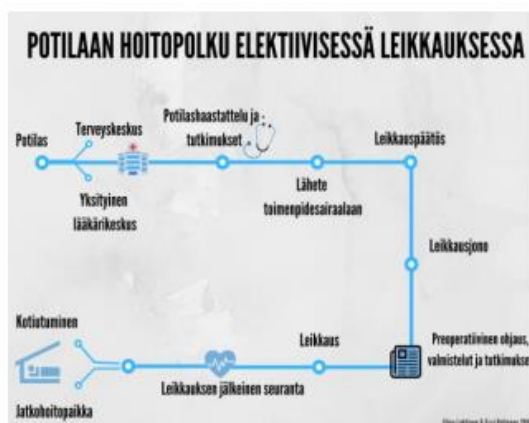 POTILAAN HOITOPOLKU ELEKTIIVISESSÄ LEIKKAUKSESSA
Potilas
Terveyskeskus
Yksityinen
lääkärikeskus
Potilashaastattelu ja
tutkimukset
Lähete
toimenpidesairaalaan
Leikkauspäätös
Leikkausjono
Preoperatiivinen ohjaus,
valmistelut ja tutkimukse
Leikkaus
Leikkauksen jälkeinen seuranta
Kotiutuminen
Jatkohoitopaikka